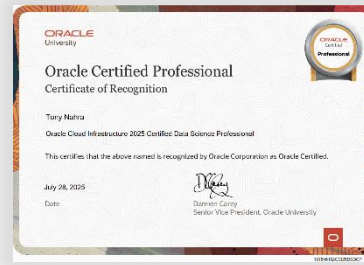 ORACLE
University
ORACLE
Certified
Professional
Oracle Certified Professional
Certificate of Recognition
Tony Nahra
Oracle Cloud Infrastructure 2025 Certified Data Science Professional
This certifies that the above named is recognized by Oracle Corporation as Oracle Certified.
July 28, 2025
Date
Damien Carey
Senior Vice President, Oracle University